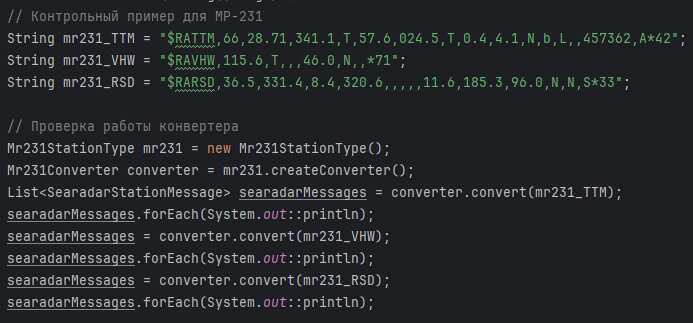 // Контрольный пример для МР-231
String mr231_TTM = "$RATTM,66,28.71,341.1,T,57.6,024.5,T,0.4,4.1,N,b,L,,457362,A*42";
String mr231_VHW = "$RAVHW,115.6,T,,,46.0,N,,*71";
String mr231_RSD = "$RARSD,36.5,331.4,8.4,320.6,,,,,11.6,185.3,96.0,N,N,S*33";
// Проверка работы конвертера
Mr231StationType mr231 = new Mr231StationType();
Mr231Converter converter = mr231.createConverter();
List<SearadarStationMessage> searadarMessages = converter.convert(mr231_TTM);
searadarMessages.forEach(System.out::println);
searadarMessages = converter.convert(mr231_VHW);
searadarMessages.forEach(System.out::println);
searadarMessages = converter.convert(mr231_RSD);
searadarMessages.forEach(System.out::println);